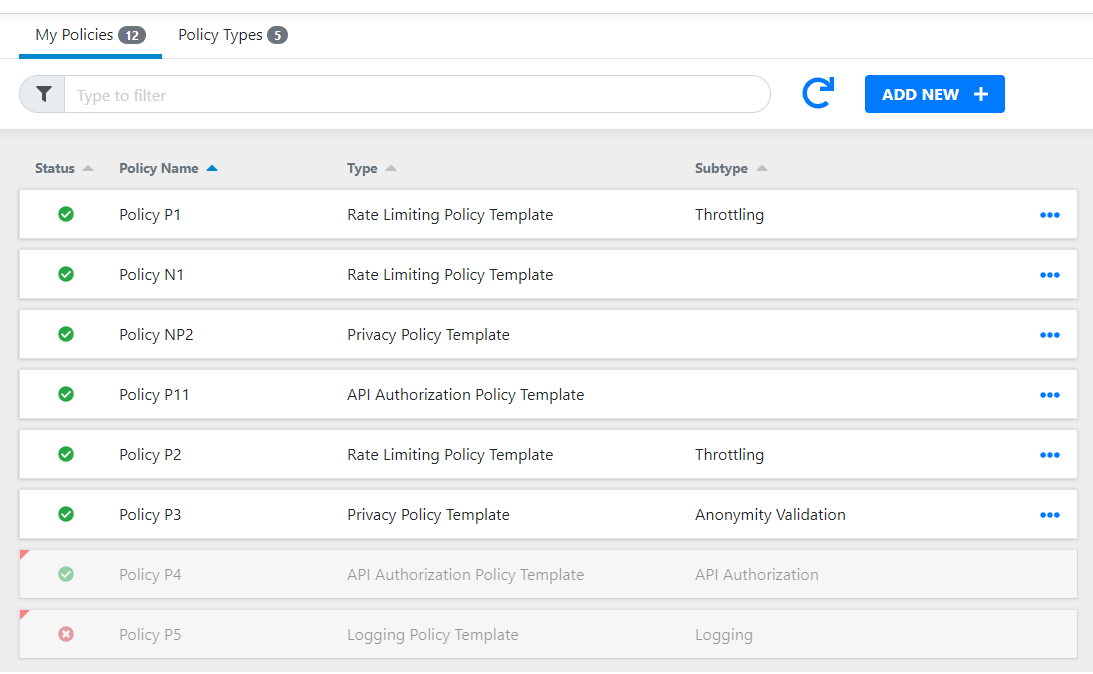 My Policies 12 Policy Types 5
Type to filter ADD NEW
Status Policy Name Type Subtype
Policy P1 Rate Limiting Policy Template Throttling
Policy N1 Rate Limiting Policy Template
Policy NP2 Privacy Policy Template
Policy P11 API Authorization Policy Template
Policy P2 Rate Limiting Policy Template Throttling
Policy P3 Privacy Policy Template Anonymity Validation
Policy P4 API Authorization Policy Template API Authorization
Policy P5 Logging Policy Template Logging